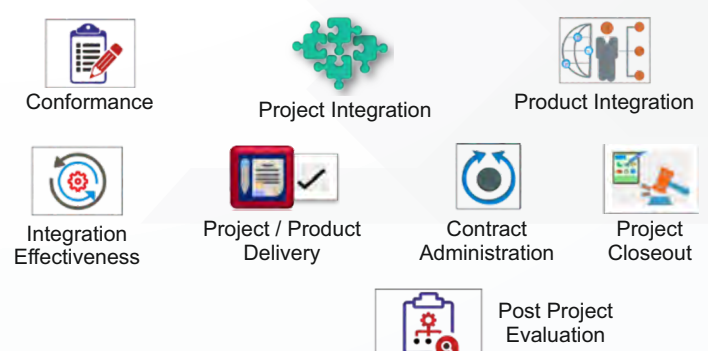 Conformance
Project Integration
Product Integration
Integration
Effectiveness
Project / Product
Delivery
Contract
Administration
Project
Closeout
Post Project
Evaluation